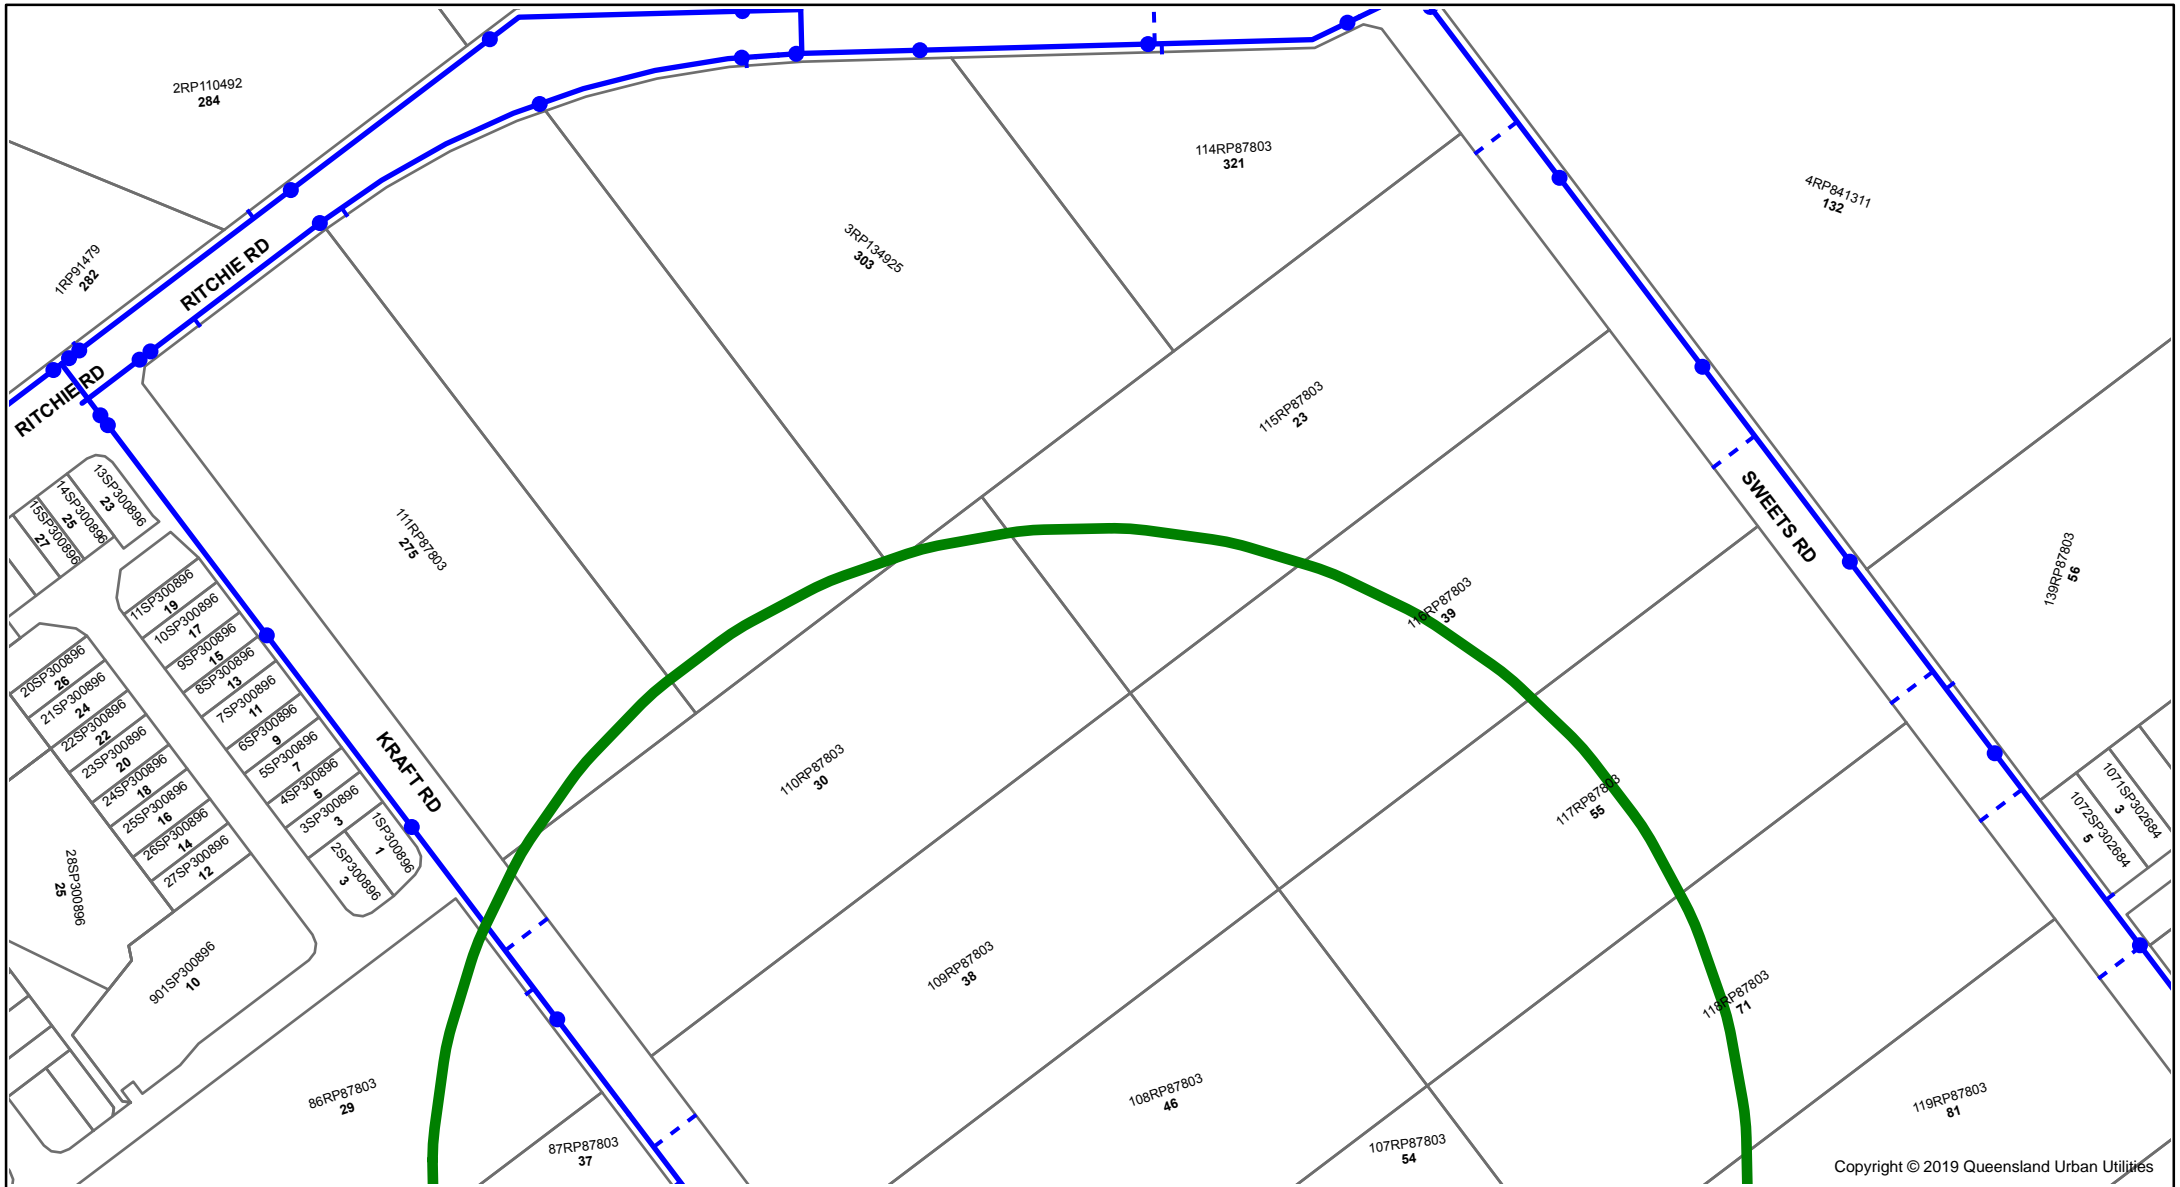 2RP110492
284
114RP87803
321
4RP841311
132
3RP134925
303
1RP91479
282
RITCHIE RD
RITCHIE RD
115RP87803
23
SWEETS RD
13SP300896
23
14SP300896
25
15SP300896
27
111RP87803
275
139RP87803
56
11SP300896
19
10SP300896
17
9SP300896
15
8SP300896
13
7SP300896
11
6SP300896
9
5SP300896
7
4SP300896
5
3SP300896
3
1SP300896
1
2SP300896
3
116RP87803
39
20SP300896
26
21SP300896
24
22SP300896
22
23SP300896
20
24SP300896
18
25SP300896
16
26SP300896
14
27SP300896
12
28SP300896
25
KRAFT RD
110RP87803
30
117RP87803
55
1071SP302684
3
1072SP302684
5
901SP300896
10
109RP87803
38
118RP87803
71
86RP87803
29
108RP87803
46
119RP87803
81
87RP87803
37
107RP87803
54
Copyright © 2019 Queensland Urban Utilities